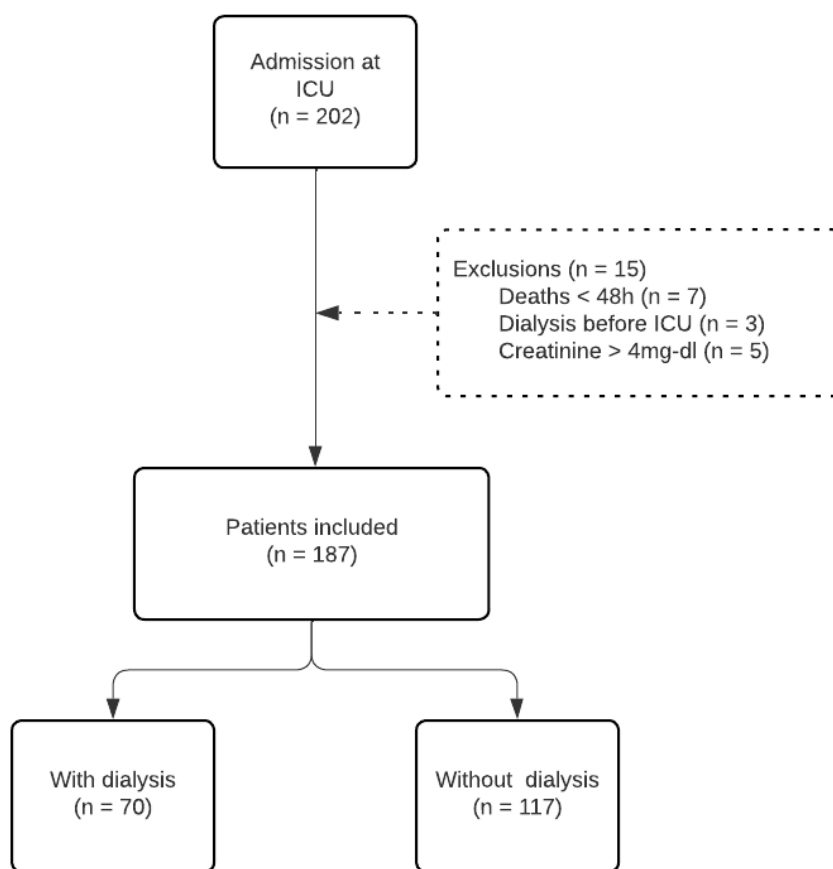 Admission at
ICU
(n = 202)
Exclusions (n = 15)
Deaths < 48h (n = 7)
Dialysis before ICU (n = 3)
Creatinine > 4mg-dl (n = 5)
Patients included
(n = 187)
With dialysis
(n = 70)
Without  dialysis
(n = 117)